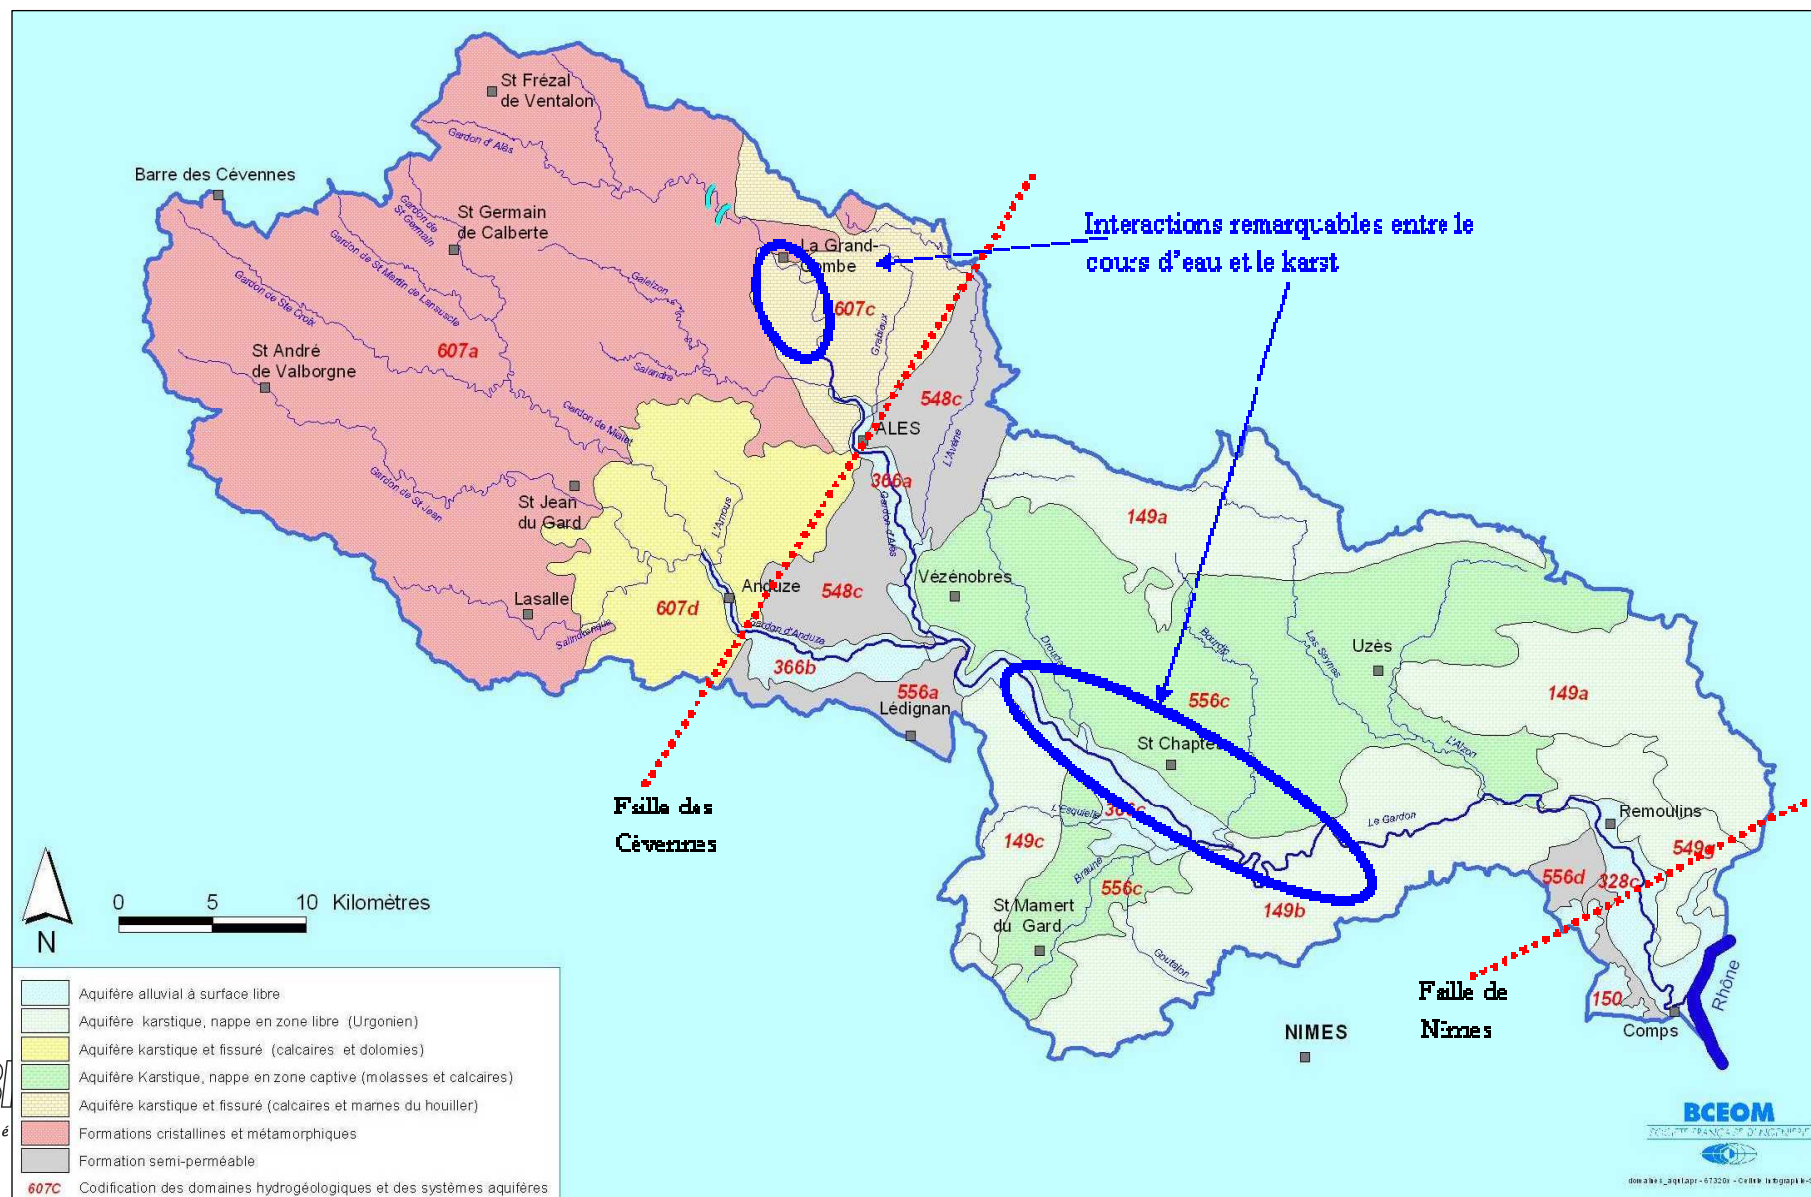 St Frézal
de Ventalon
Gardon d'Alès
Barre des Cévennes
Gardon de
St Germain
St Germain
de Calberte
Gardon de St Martin de Lansuscle
Gardon de Ste Croix
Galeizon
La Grand-
Combe
Interactions remarquables entre le
cours d'eau et le karst
607c
Grabieux
607a
St André
de Valborgne
Salandre
548c
Gardon de Mialet
ALES
L'Avène
366a
Gardon de St Jean
St Jean
du Gard
L'Amous
Gardon d'Alès
149a
Vézénobres
Anduze
548c
Lasalle
607d
Salindrenque
Gardon d'Anduze
Bourdic
Les Seynes
Uzès
366b
556a
Lédignan
556c
149a
St Chaptes
L'Alzon
Faille des
Cévennes
366c
L'Esquielle
Le Gardon
Remoulins
149c
549g
Braune
556c
556d
328c
St Mamert
du Gard
149b
Goutajon
0 5 10 Kilomètres
N
Faille de
Nîmes
150
Rhône
Comps
NIMES
Aquifère alluvial à surface libre
Aquifère karstique, nappe en zone libre (Urgonien)
Aquifère karstique et fissuré (calcaires et dolomies)
Aquifère Karstique, nappe en zone captive (molasses et calcaires)
Aquifère karstique et fissuré (calcaires et marnes du houiller)
Formations cristallines et métamorphiques
Formation semi-perméable
607C Codification des domaines hydrogéologiques et des systèmes aquifères
é
BCEOM
SOCIÉTÉ FRANÇAISE D'INGÉNIERIE